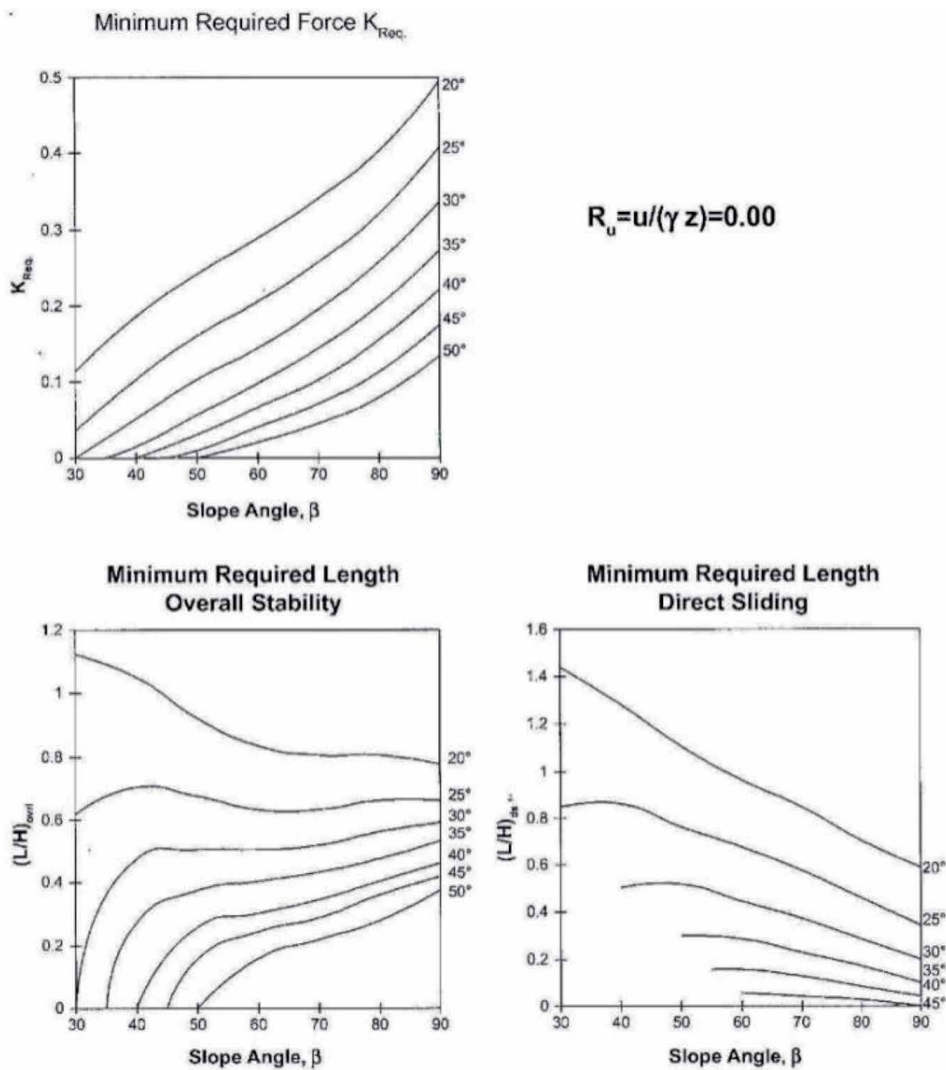 Minimum Required Force K Req.
0.5
0.4
0.3
0.2
0.1
0
K Req.
20°
25°
30°
35°
40°
45°
50°
30 40 50 60 70 80 90
Slope Angle, β
R u=u/(γ z)=0.00
Minimum Required Length
Overall Stability
1.2
1
0.8
0.6
0.4
0.2
0
(L/H) ovrl
20°
25°
30°
35°
40°
45°
50°
30 40 50 60 70 80 90
Slope Angle, β
Minimum Required Length
Direct Sliding
1.6
1.4
1.2
1
0.8
0.6
0.4
0.2
0
(L/H)
20°
25°
30°
35°
40°
45°
30 40 50 60 70 80 90
Slope Angle, β